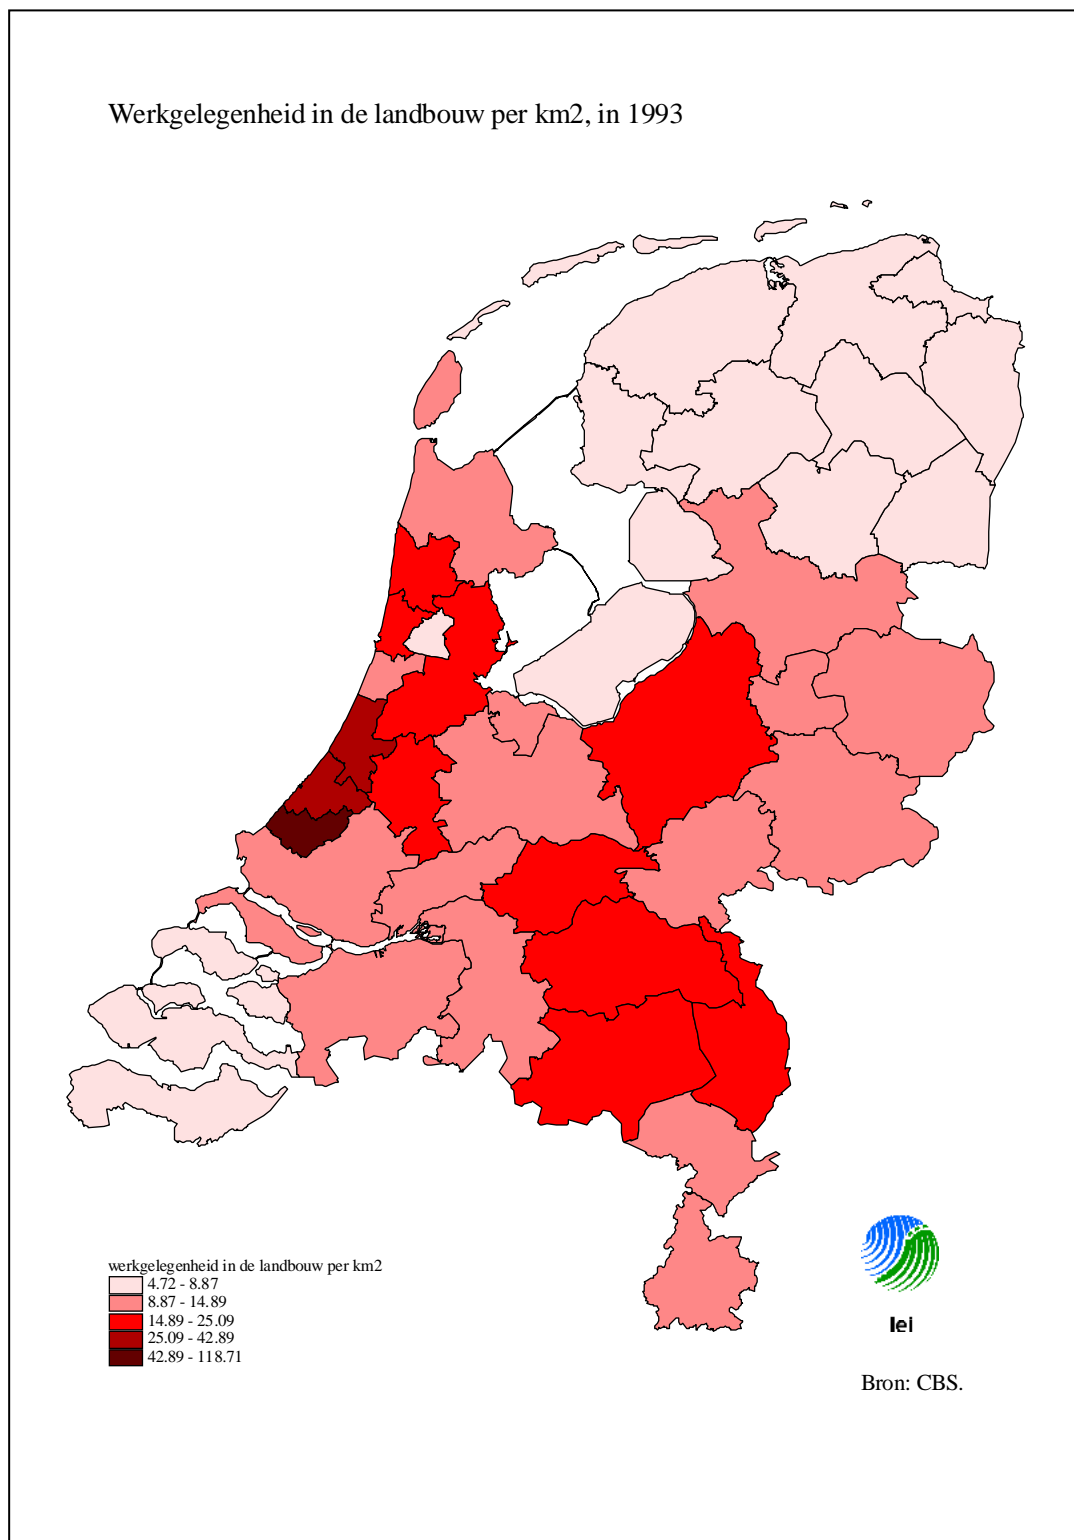 Werkgelegenheid in de landbouw per km2, in 1993
werkgelegenheid in de landbouw per km2
4.72 - 8.87
8.87 - 14.89
14.89 - 25.09
25.09 - 42.89
42.89 - 118.71
lei
Bron: CBS.